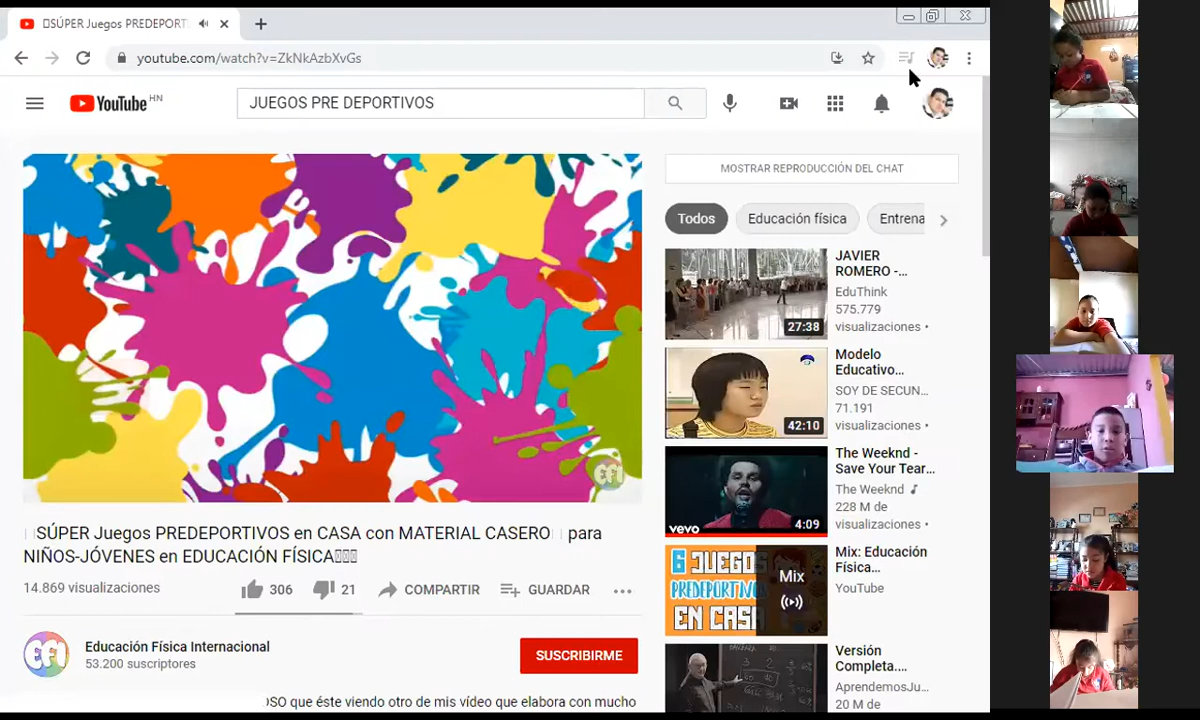 SÚPER Juegos PREDEPORT
youtube.com/watch?v=ZkNkAzbXvGs
YouTube HN
JUEGOS PRE DEPORTIVOS
MOSTRAR REPRODUCCIÓN DEL CHAT
Todos
Educación física
Entrena
JAVIER
ROMERO -...
EduThink
575.779
visualizaciones •
27:38
Modelo
Educativo...
SOY DE SECUN...
71.191
visualizaciones •
42:10
The Weeknd -
Save Your Tear...
The Weeknd
228 M de
visualizaciones •
vevo
4:09
6 JUEGOS
PREDEPORTIVO
EN CASA
Mix
Mix: Educación
Física...
YouTube
Versión
Completa....
AprendemosJu...
20 M de
EFI
SÚPER Juegos PREDEPORTIVOS en CASA con MATERIAL CASERO para
NIÑOS-JÓVENES en EDUCACIÓN FÍSICA
14.869 visualizaciones
306
21
COMPARTIR
GUARDAR
EFI
Educación Física Internacional
53.200 suscriptores
SUSCRIBIRME
OSO que éste viendo otro de mis vídeo que elabora con mucho